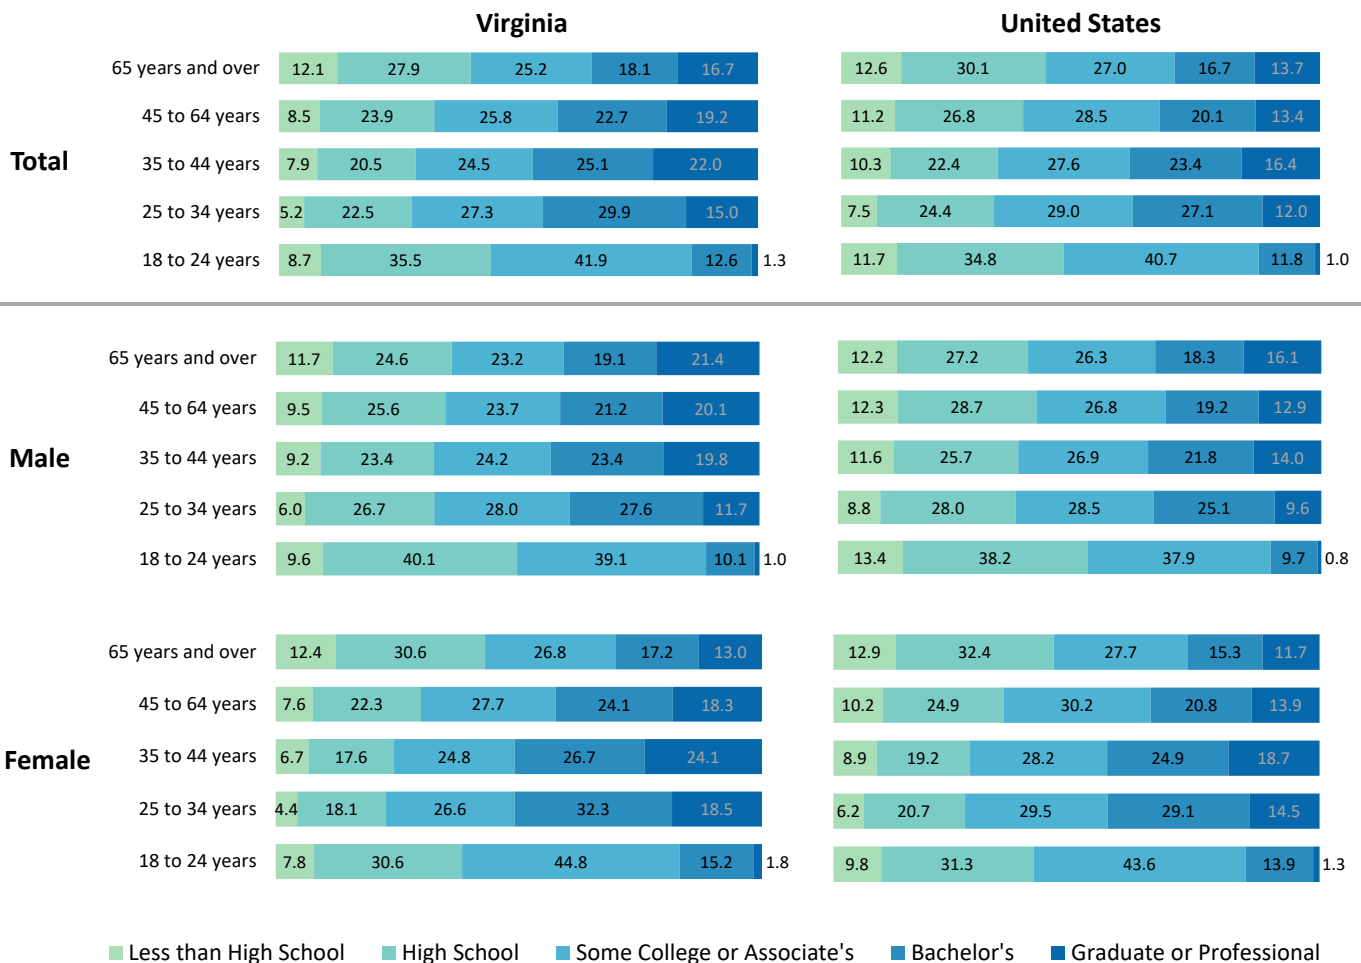 Virginia United States
65 years and over 12.1 27.9 25.2 18.1 16.7 12.6 30.1 27.0 16.7 13.7
45 to 64 years 8.5 23.9 25.8 22.7 19.2 11.2 26.8 28.5 20.1 13.4
Total 35 to 44 years 7.9 20.5 24.5 25.1 22.0 10.3 22.4 27.6 23.4 16.4
25 to 34 years 5.2 22.5 27.3 29.9 15.0 7.5 24.4 29.0 27.1 12.0
18 to 24 years 8.7 35.5 41.9 12.6 1.3 11.7 34.8 40.7 11.8 1.0
65 years and over 11.7 24.6 23.2 19.1 21.4 12.2 27.2 26.3 18.3 16.1
45 to 64 years 9.5 25.6 23.7 21.2 20.1 12.3 28.7 26.8 19.2 12.9
Male 35 to 44 years 9.2 23.4 24.2 23.4 19.8 11.6 25.7 26.9 21.8 14.0
25 to 34 years 6.0 26.7 28.0 27.6 11.7 8.8 28.0 28.5 25.1 9.6
18 to 24 years 9.6 40.1 39.1 10.1 1.0 13.4 38.2 37.9 9.7 0.8
65 years and over 12.4 30.6 26.8 17.2 13.0 12.9 32.4 27.7 15.3 11.7
45 to 64 years 7.6 22.3 27.7 24.1 18.3 10.2 24.9 30.2 20.8 13.9
Female 35 to 44 years 6.7 17.6 24.8 26.7 24.1 8.9 19.2 28.2 24.9 18.7
25 to 34 years 4.4 18.1 26.6 32.3 18.5 6.2 20.7 29.5 29.1 14.5
18 to 24 years 7.8 30.6 44.8 15.2 1.8 9.8 31.3 43.6 13.9 1.3
Less than High School High School Some College or Associate's Bachelor's Graduate or Professional